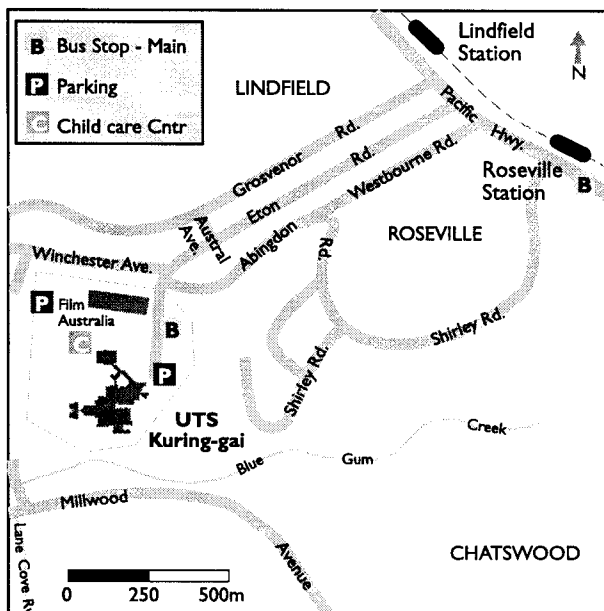 B Bus Stop - Main
P Parking
C Child care Cntr
Lindfield
Station
N
LINDFIELD
Pacific
Hwy.
Grosvenor Rd.
Eton Rd.
Westbourne Rd.
Roseville
Station
B
Austral
Ave.
Abingdon Rd.
ROSEVILLE
Winchester Ave.
P Film
Australia
B
C
P
Shirley Rd.
Shirley Rd.
UTS
Kuring-gai
Blue Gum Creek
Millwood Avenue
Lane Cove R
CHATSWOOD
0 250 500m